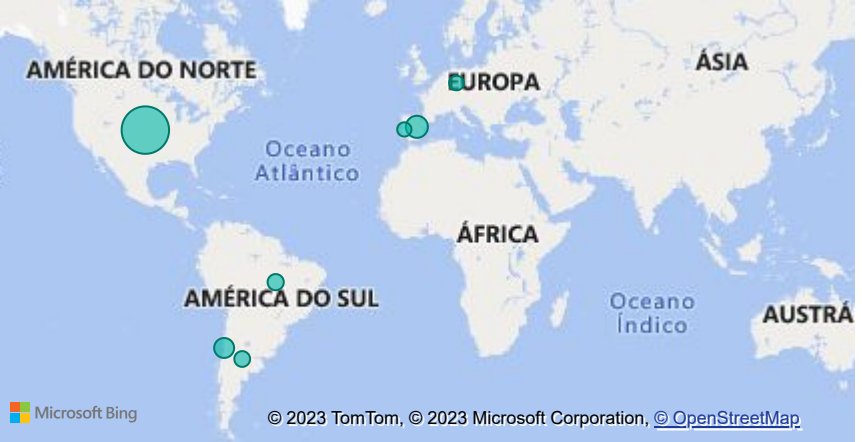 AMÉRICA DO NORTE
EUROPA
ÁSIA
Oceano
Atlântico
ÁFRICA
AMÉRICA DO SUL
Oceano
Índico
AUSTRÁ
Microsoft Bing
© 2023 TomTom, © 2023 Microsoft Corporation, © OpenStreetMap